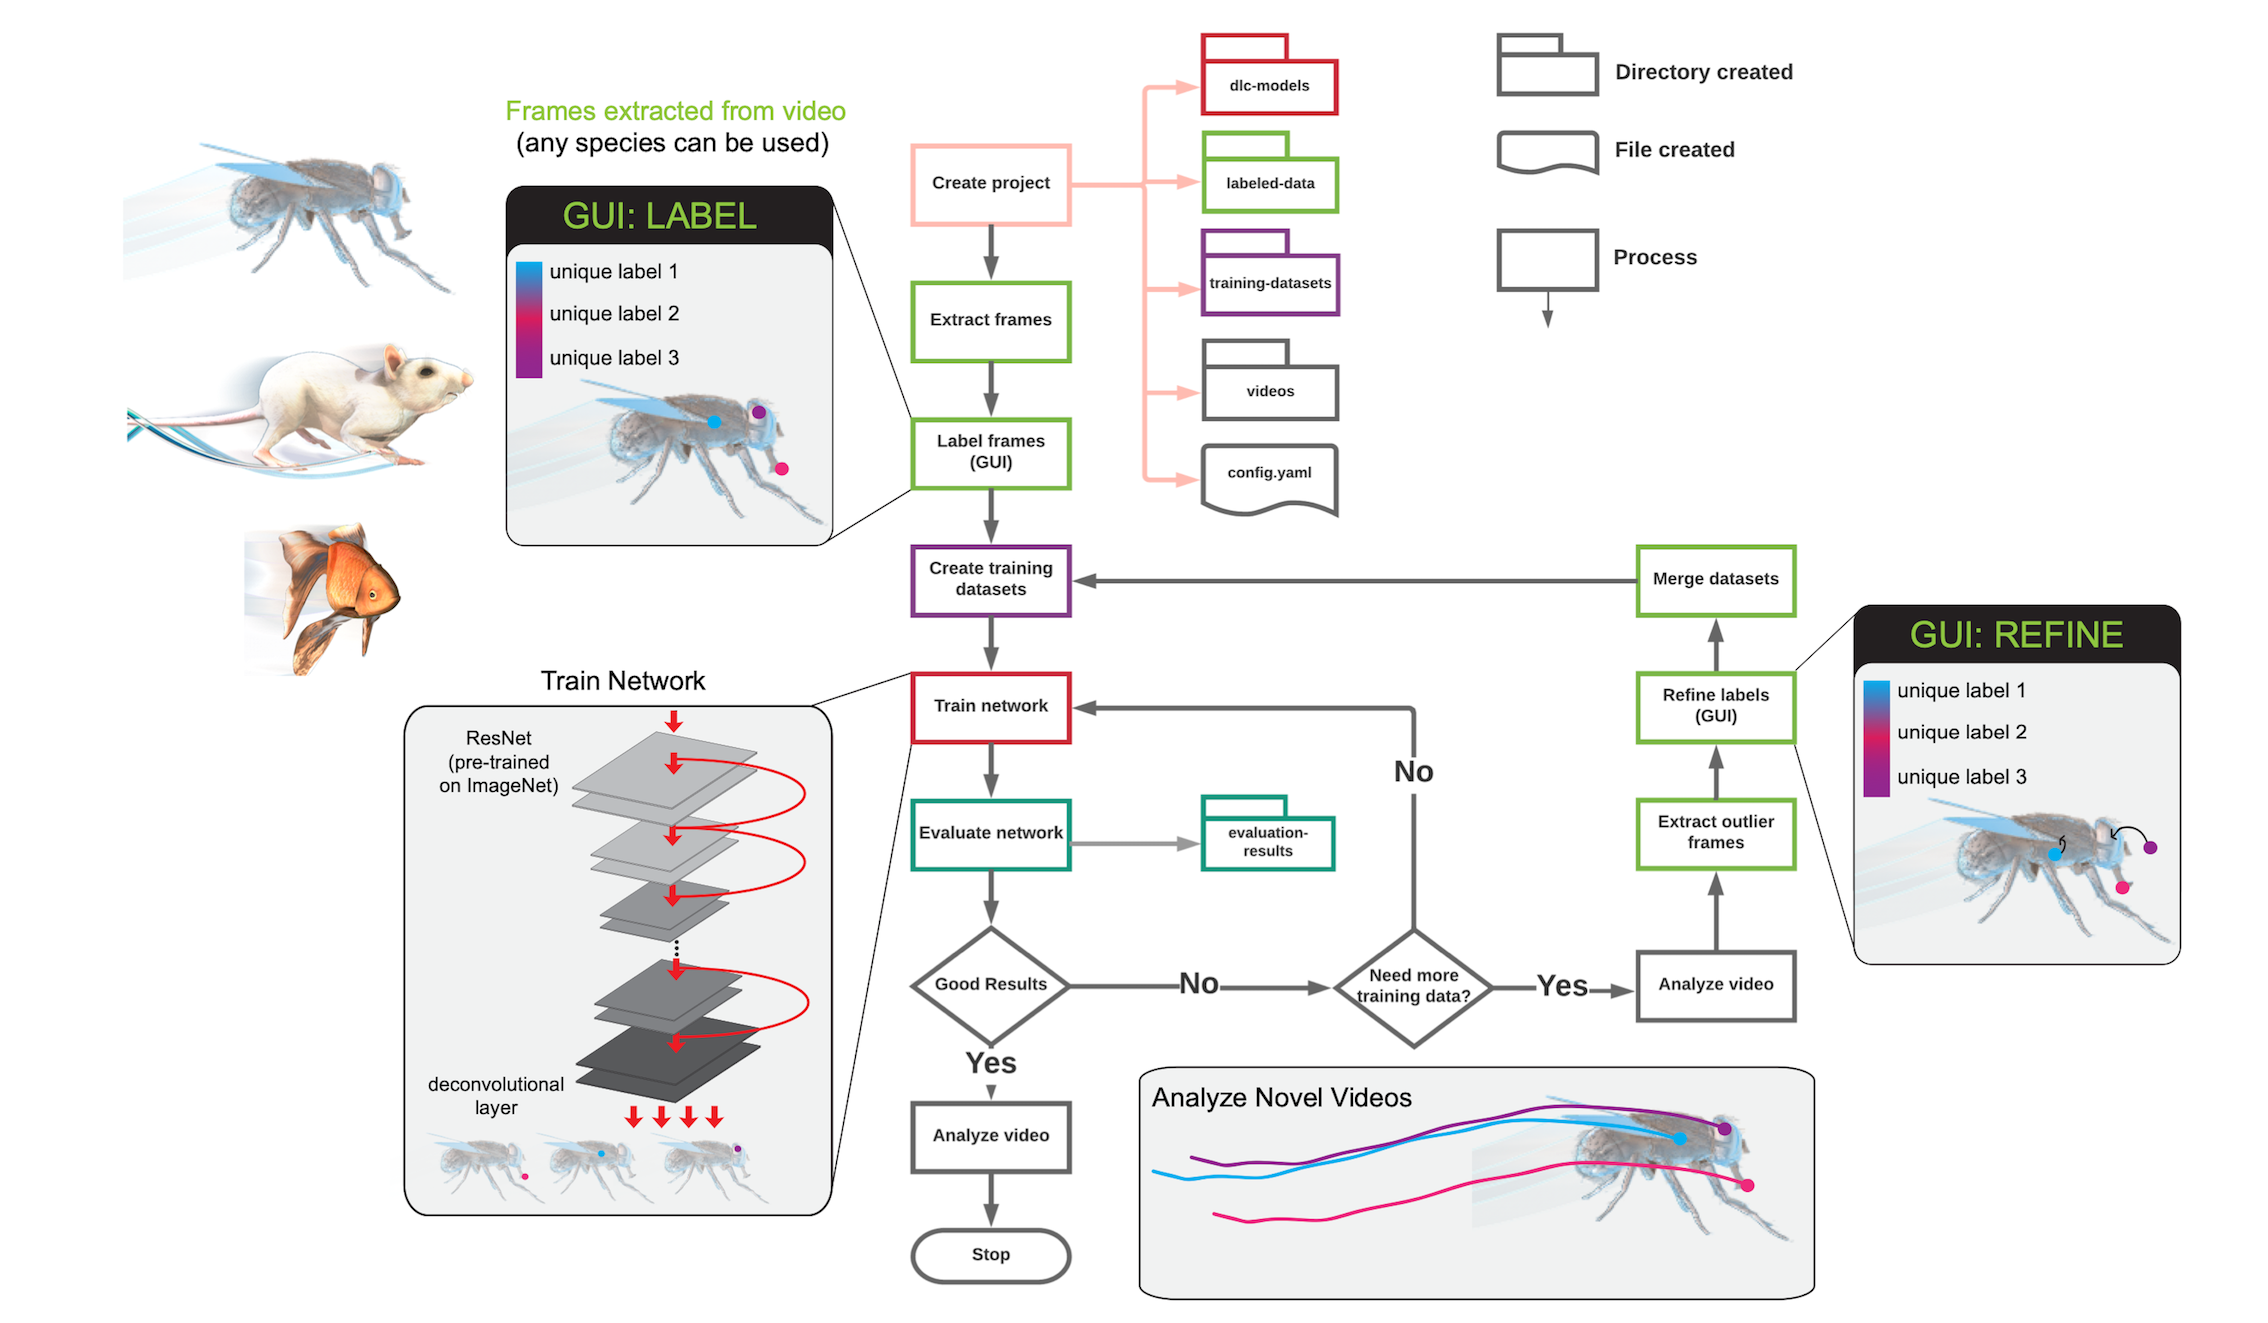 Frames extracted from video
(any species can be used)
GUI: LABEL
unique label 1
unique label 2
unique label 3
Create project
Extract frames
Label frames
(GUI)
Create training
datasets
Train network
Evaluate network
Good Results
Yes
Analyze video
Stop
dlc-models
labeled-data
training-datasets
videos
config.yaml
Directory created
File created
Process
Train Network
ResNet
(pre-trained
on ImageNet)
deconvolutional
layer
evaluation-
results
No
Need more
training data?
No
Yes
Analyze video
Extract outlier
frames
Refine labels
(GUI)
Merge datasets
GUI: REFINE
unique label 1
unique label 2
unique label 3
Analyze Novel Videos